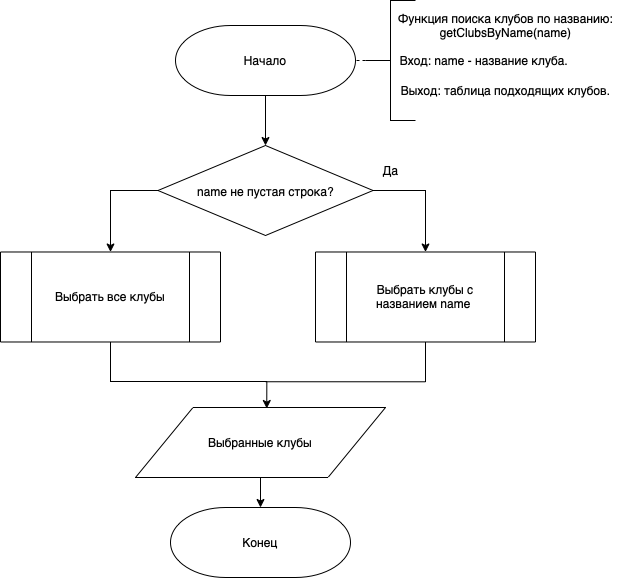 Функция поиска клубов по названию:
getClubsByName(name)
Вход: name - название клуба.
Выход: таблица подходящих клубов.
Начало
name не пустая строка?
Да
Выбрать все клубы
Выбрать клубы с
названием name
Выбранные клубы
Конец